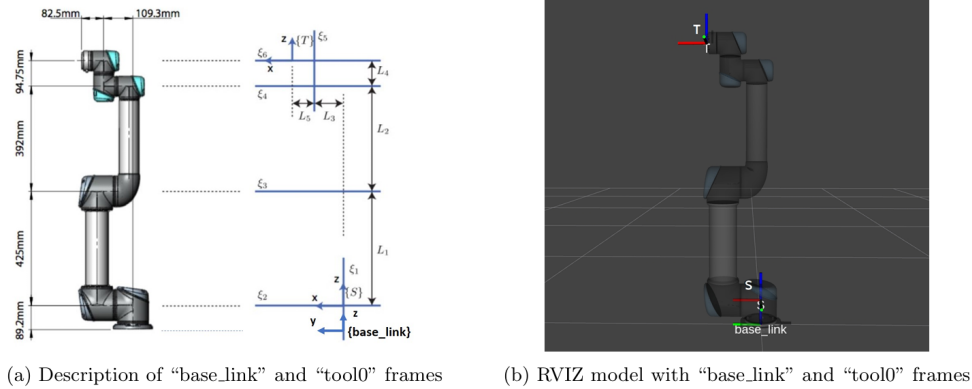 82.5mm
109.3mm
94.75mm
392mm
425mm
89.2mm
ξ5
z {T}
ξ6
x
L4
ξ4
L5 L3
L2
ξ3
L1
ξ1
z
{S}
ξ2
x
z
y
{base_link}
T
r
S
base_link
(a) Description of “base_link” and “tool0” frames
(b) RVIZ model with “base_link” and “tool0” frames